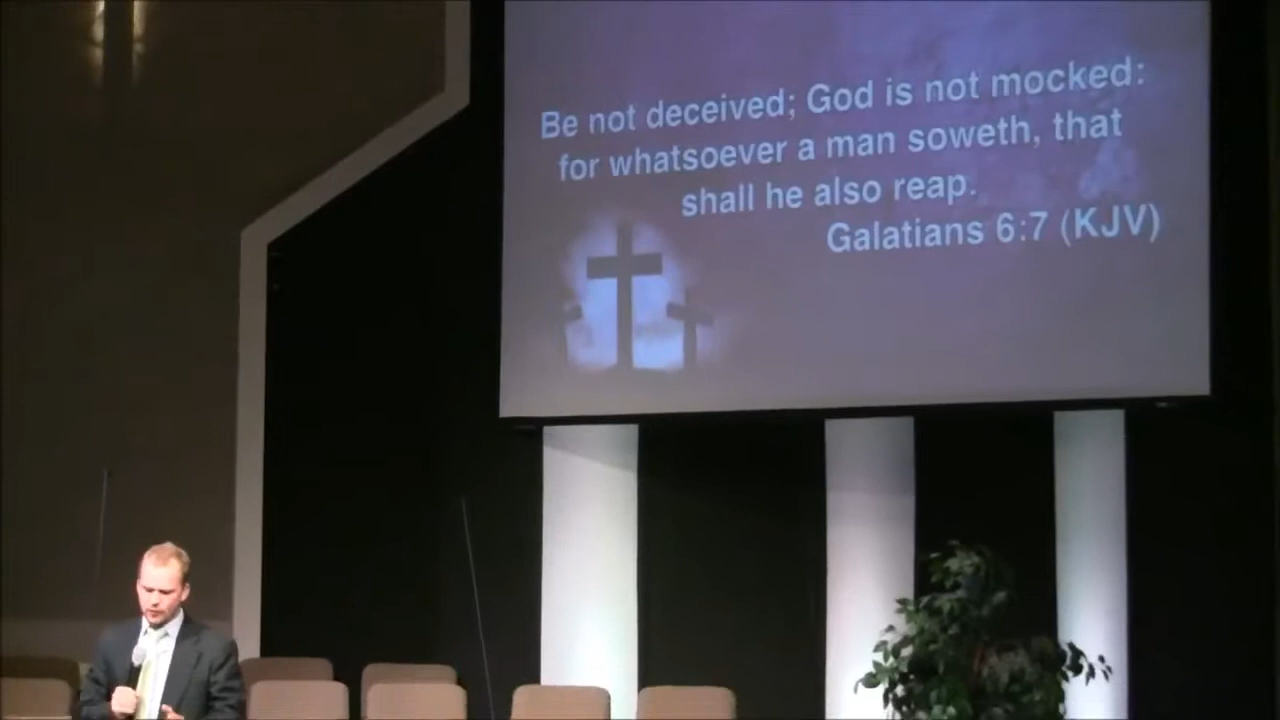 Be not deceived; God is not mocked:
for whatsoever a man soweth, that
shall he also reap.
Galatians 6:7 (KJV)